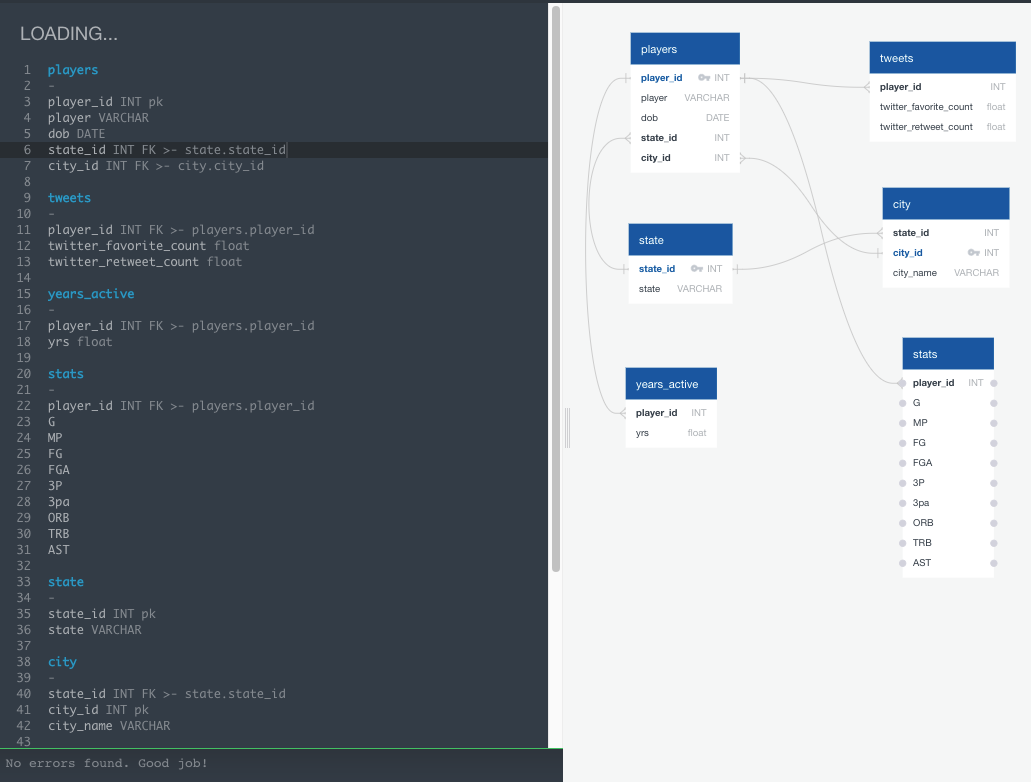 LOADING...
1 players
2 -
3 player_id INT pk
4 player VARCHAR
5 dob DATE
6 state_id INT FK >- state.state_id
7 city_id INT FK >- city.city_id
8
9 tweets
10 -
11 player_id INT FK >- players.player_id
12 twitter_favorite_count float
13 twitter_retweet_count float
14
15 years_active
16 -
17 player_id INT FK >- players.player_id
18 yrs float
19
20 stats
21 -
22 player_id INT FK >- players.player_id
23 G
24 MP
25 FG
26 FGA
27 3P
28 3pa
29 ORB
30 TRB
31 AST
32
33 state
34 -
35 state_id INT pk
36 state VARCHAR
37
38 city
39 -
40 state_id INT FK >- state.state_id
41 city_id INT pk
42 city_name VARCHAR
43
No errors found. Good job!
players
player_id INT
player VARCHAR
dob DATE
state_id INT
city_id INT
tweets
player_id INT
twitter_favorite_count float
twitter_retweet_count float
state
state_id INT
state VARCHAR
city
state_id INT
city_id INT
city_name VARCHAR
years_active
player_id INT
yrs float
stats
player_id INT
G
MP
FG
FGA
3P
3pa
ORB
TRB
AST